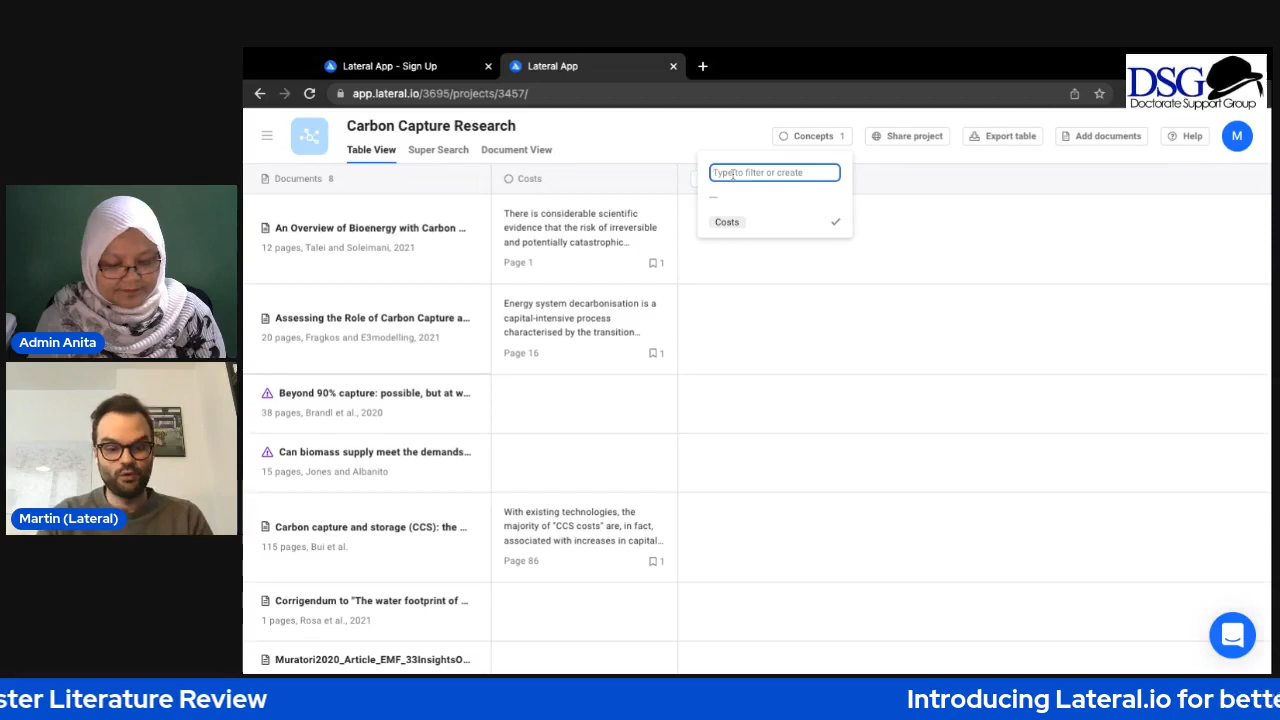 Lateral App - Sign Up
Lateral App
app.lateral.io/3695/projects/3457/
DSG
Doctorate Support Group
Carbon Capture Research
Table View
Super Search
Document View
Concepts 1
Share project
Export table
Add documents
Help
M
Documents 8
Costs
Type to filter or create
Costs
An Overview of Bioenergy with Carbon ...
12 pages, Talei and Soleimani, 2021
There is considerable scientific
evidence that the risk of irreversible
and potentially catastrophic...
Page 1
1
Assessing the Role of Carbon Capture a...
20 pages, Fragkos and E3modelling, 2021
Energy system decarbonisation is a
capital-intensive process
characterised by the transition...
Page 16
1
Beyond 90% capture: possible, but at w...
38 pages, Brandl et al., 2020
Can biomass supply meet the demands...
15 pages, Jones and Albanito
Carbon capture and storage (CCS): the ...
115 pages, Bui et al.
With existing technologies, the
majority of "CCS costs" are, in fact,
associated with increases in capital...
Page 86
1
Corrigendum to "The water footprint of ...
1 pages, Rosa et al., 2021
Muratori2020_Article_EMF_33InsightsO...
Admin Anita
Martin (Lateral)
ster Literature Review
Introducing Lateral.io for bette